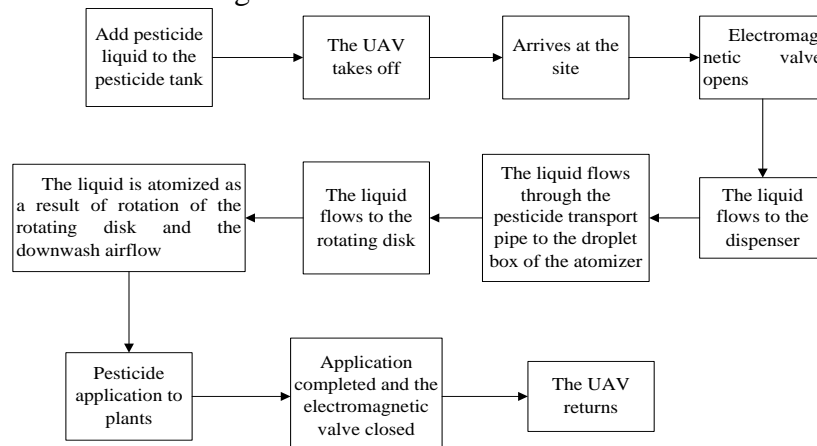 Add pesticide
liquid to the
pesticide tank
The UAV
takes off
Arrives at the
site
Electromag
netic valve
opens
The liquid
flows to the
dispenser
The liquid flows
through the
pesticide transport
pipe to the droplet
box of the atomizer
The liquid
flows to the
rotating disk
The liquid is atomized as
a result of rotation of the
rotating disk and the
downwash airflow
Pesticide
application to
plants
Application
completed and the
electromagnetic
valve closed
The UAV
returns